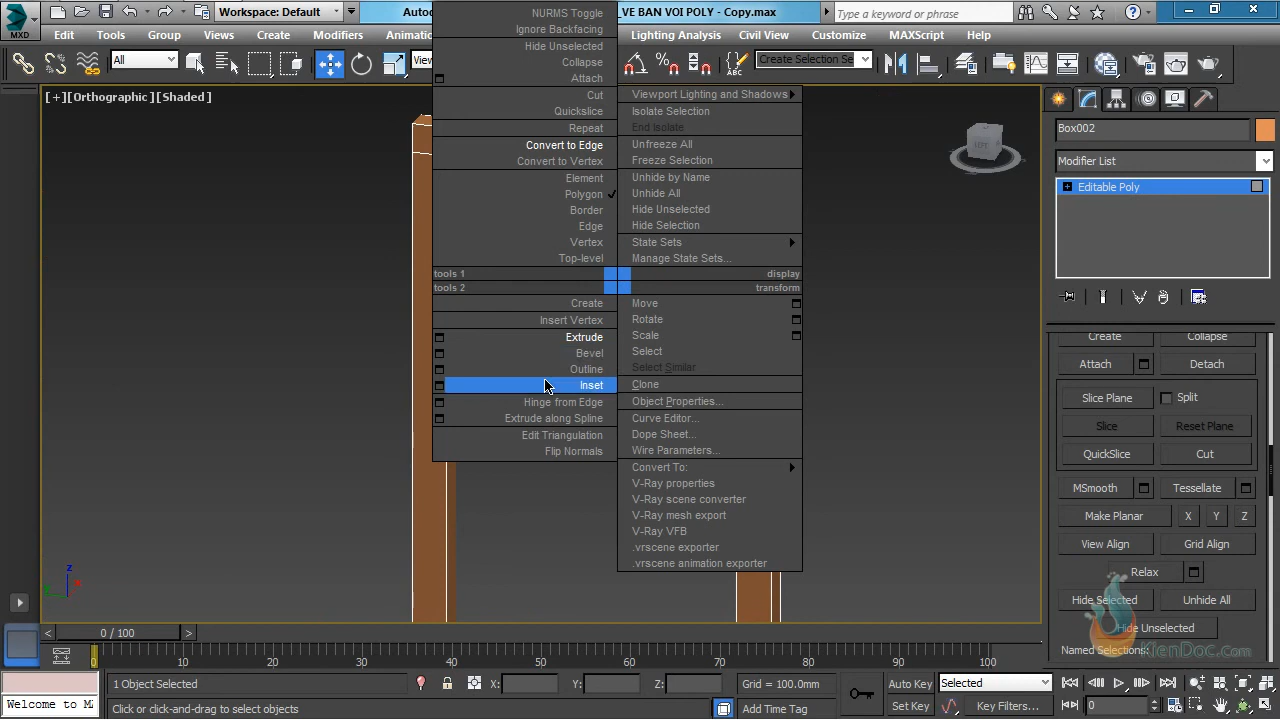 MXD
Workspace: Default
Autod
LVE BAN VOI POLY - Copy.max
Type a keyword or phrase
Edit
Tools
Group
Views
Create
Modifiers
Animation
Lighting Analysis
Civil View
Customize
MAXScript
Help
All
View
Create Selection Se
[+][Orthographic][Shaded]
NURMS Toggle
Ignore Backfacing
Hide Unselected
Collapse
Attach
Cut
Quickslice
Repeat
Convert to Edge
Convert to Vertex
Element
Polygon
Border
Edge
Vertex
Top-level
tools 1
tools 2
Create
Insert Vertex
Extrude
Bevel
Outline
Inset
Hinge from Edge
Extrude along Spline
Edit Triangulation
Flip Normals
Viewport Lighting and Shadows
Isolate Selection
End Isolate
Unfreeze All
Freeze Selection
Unhide by Name
Unhide All
Hide Unselected
Hide Selection
State Sets
Manage State Sets...
display
transform
Move
Rotate
Scale
Select
Select Similar
Clone
Object Properties...
Curve Editor...
Dope Sheet...
Wire Parameters...
Convert To:
V-Ray properties
V-Ray scene converter
V-Ray mesh export
V-Ray VFB
.vrscene exporter
.vrscene animation exporter
LEFT
Box002
Modifier List
Editable Poly
Create
Collapse
Attach
Detach
Slice Plane
Split
Slice
Reset Plane
QuickSlice
Cut
MSmooth
Tessellate
Make Planar
X
Y
Z
View Align
Grid Align
Relax
Hide Selected
Unhide All
Hide Unselected
Named Selections:
KienDoc.Com
z
0 / 100
0
10
20
30
40
50
60
70
80
90
100
1 Object Selected
X:
Y:
Z:
Grid = 100.0mm
Auto Key
Selected
Welcome to MA
Click or click-and-drag to select objects
Add Time Tag
Set Key
Key Filters...
0